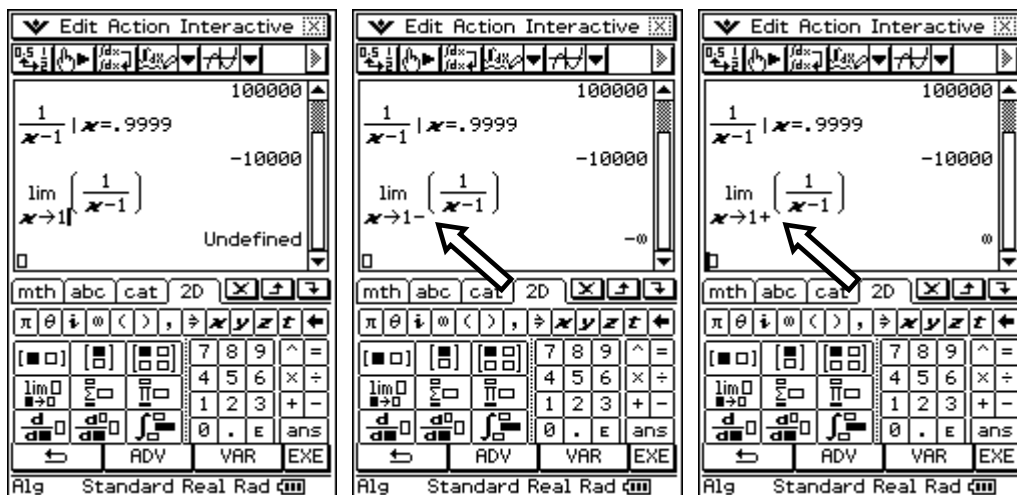 Edit Action Interactive
100000
1/(x-1) | x=.9999
-10000
lim x→1 (1/(x-1))
Undefined
mth abc cat 2D
π θ i ∞ ( ) , ⇒ x y z t ←
7 8 9 ^ =
lim 4 5 6 × ÷
Σ Π
1 2 3 + -
d/d d/d ∫
0 . E ans
ADV VAR EXE
Alg Standard Real Rad
Edit Action Interactive
100000
1/(x-1) | x=.9999
-10000
lim x→1- (1/(x-1))
-∞
mth abc cat 2D
π θ i ∞ ( ) , ⇒ x y z t ←
7 8 9 ^ =
lim 4 5 6 × ÷
Σ Π
1 2 3 + -
d/d d/d ∫
0 . E ans
ADV VAR EXE
Alg Standard Real Rad
Edit Action Interactive
100000
1/(x-1) | x=.9999
-10000
lim x→1+ (1/(x-1))
∞
mth abc cat 2D
π θ i ∞ ( ) , ⇒ x y z t ←
7 8 9 ^ =
lim 4 5 6 × ÷
Σ Π
1 2 3 + -
d/d d/d ∫
0 . E ans
ADV VAR EXE
Alg Standard Real Rad